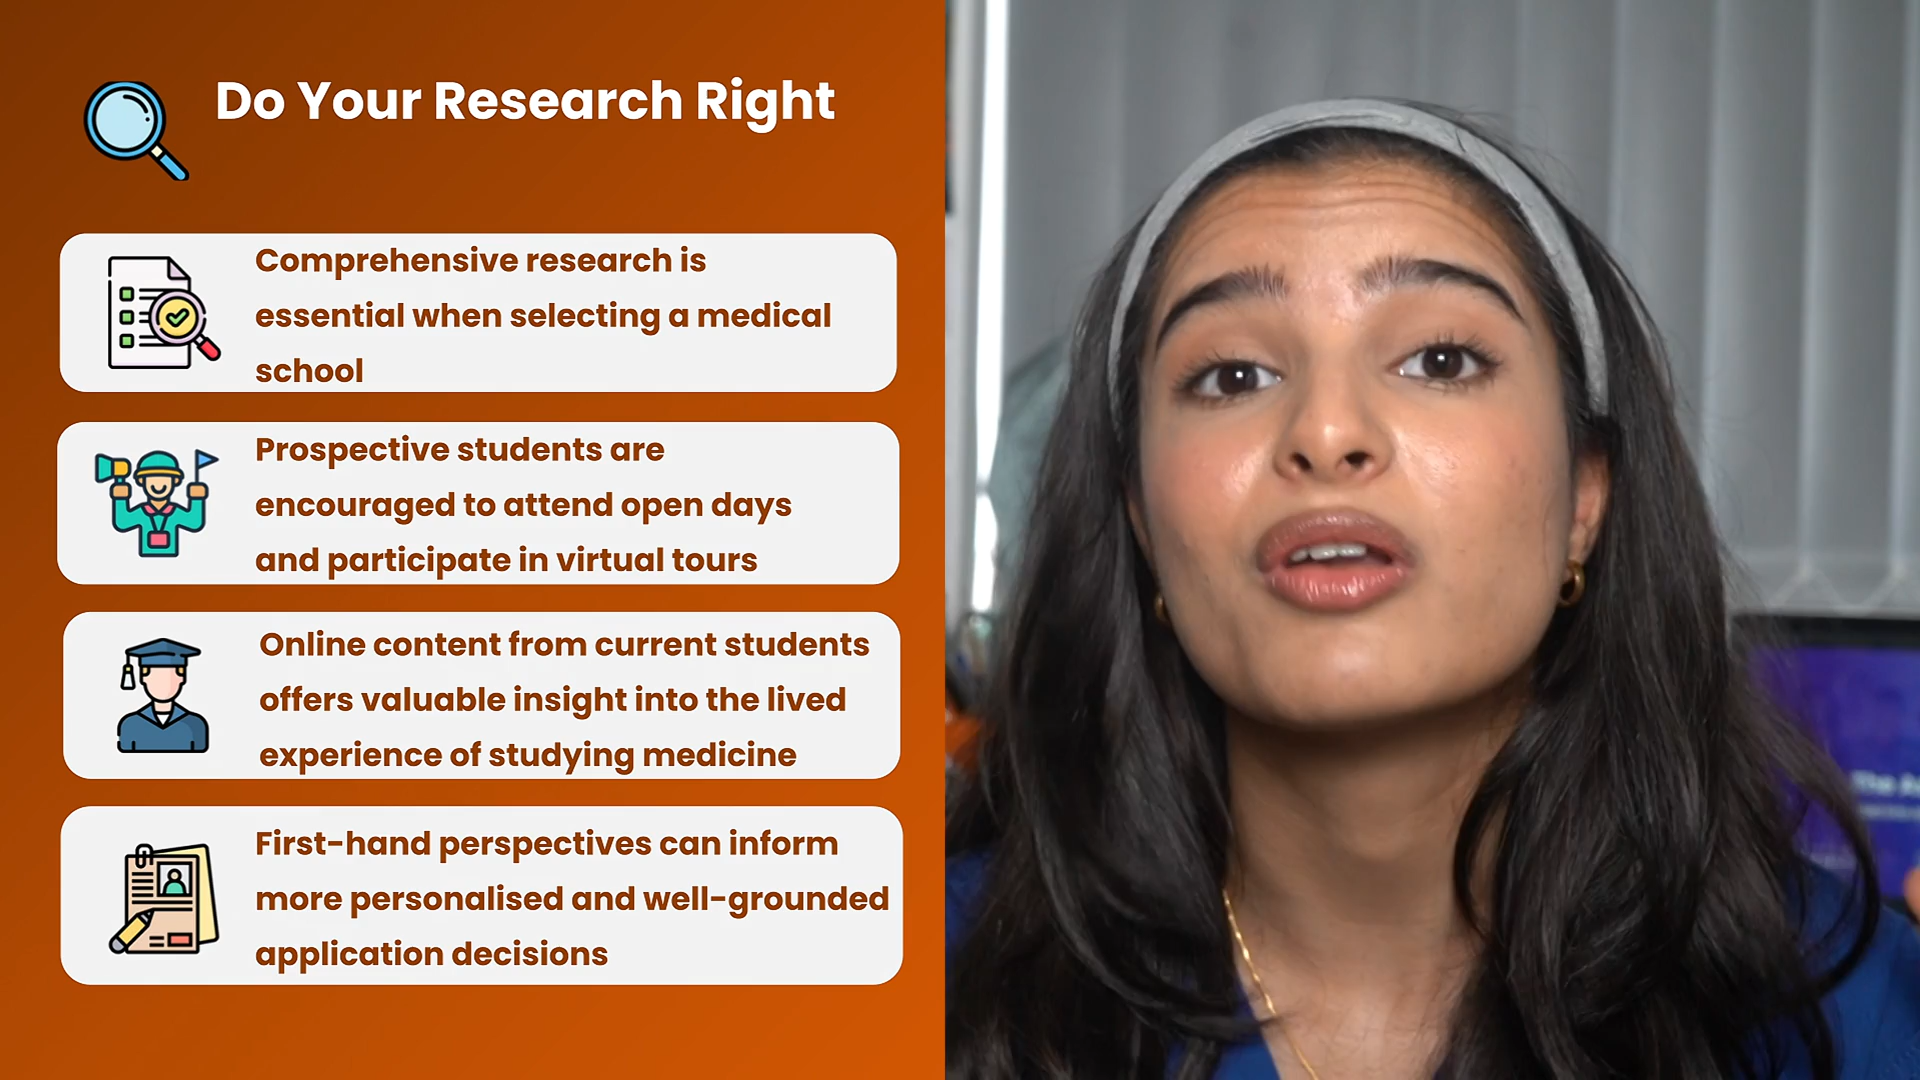 Do Your Research Right
Comprehensive research is
essential when selecting a medical
school
Prospective students are
encouraged to attend open days
and participate in virtual tours
Online content from current students
offers valuable insight into the lived
experience of studying medicine
First-hand perspectives can inform
more personalised and well-grounded
application decisions